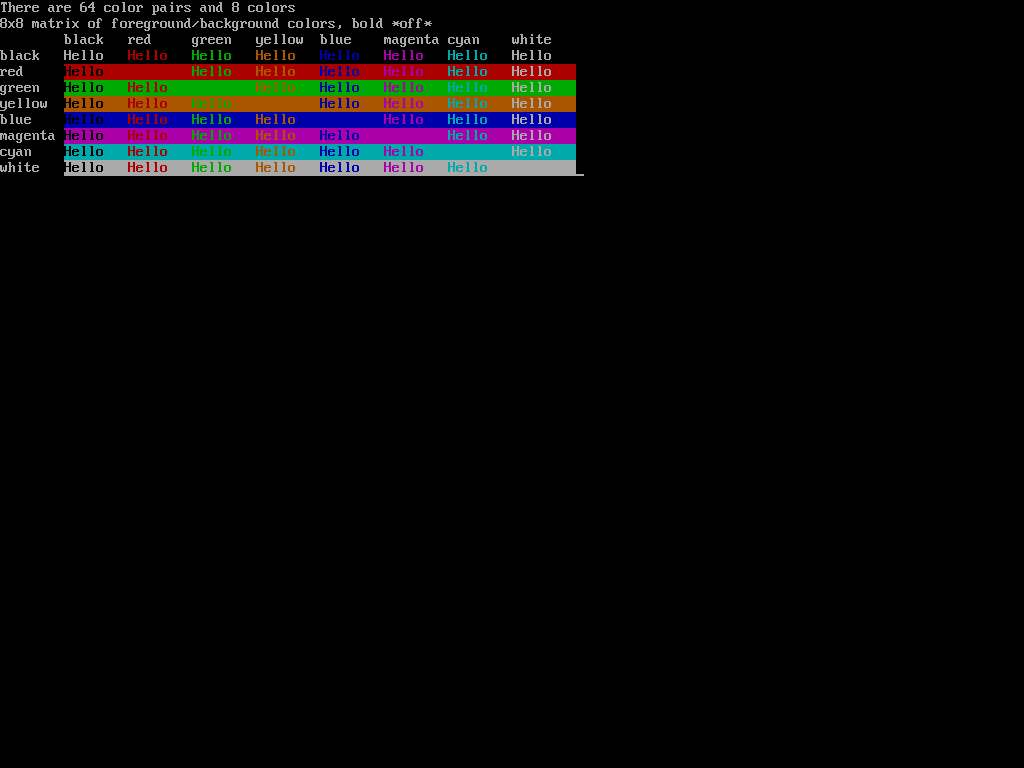 There are 64 color pairs and 8 colors
8x8 matrix of foreground/background colors, bold *off*
black red green yellow blue magenta cyan white
black Hello Hello Hello Hello Hello Hello Hello Hello
red Hello Hello Hello Hello Hello Hello Hello
green Hello Hello Hello Hello Hello Hello Hello
yellow Hello Hello Hello Hello Hello Hello Hello
blue Hello Hello Hello Hello Hello Hello Hello
magenta Hello Hello Hello Hello Hello Hello Hello
cyan Hello Hello Hello Hello Hello Hello Hello
white Hello Hello Hello Hello Hello Hello Hello